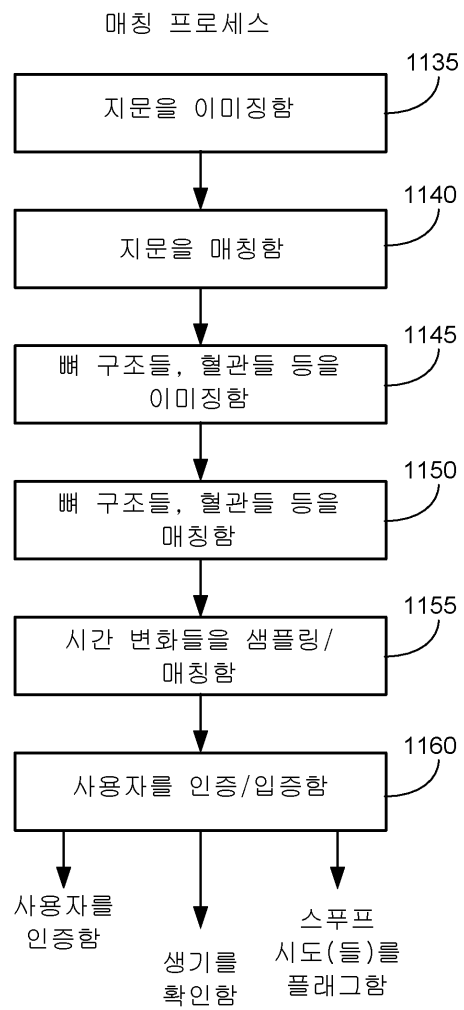 매칭 프로세스
1135
지문을 이미징함
1140
지문을 매칭함
1145
뼈 구조들, 혈관들 등을
이미징함
1150
뼈 구조들, 혈관들 등을
매칭함
1155
시간 변화들을 샘플링/
매칭함
1160
사용자를 인증/입증함
사용자를
인증함
생기를
확인함
스푸프
시도(들)를
플래그함